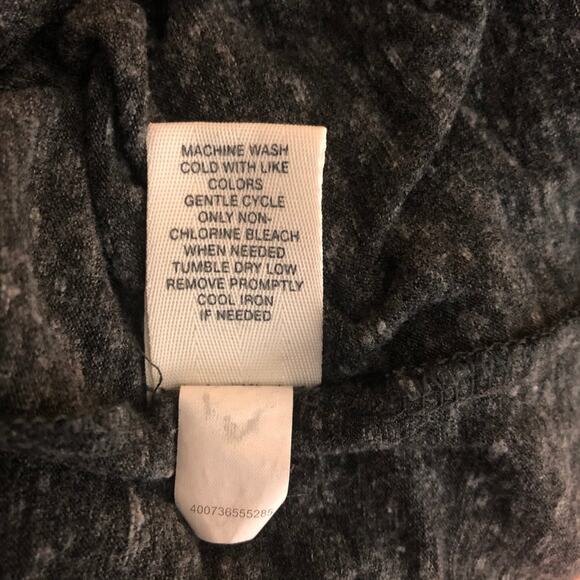 MACHINE WASH
COLD WITH LIKE
COLORS
GENTLE CYCLE
ONLY NON-
CHLORINE BLEACH
WHEN NEEDED
TUMBLE DRY LOW
REMOVE PROMPTLY
COOL IRON
IF NEEDED
400736555285